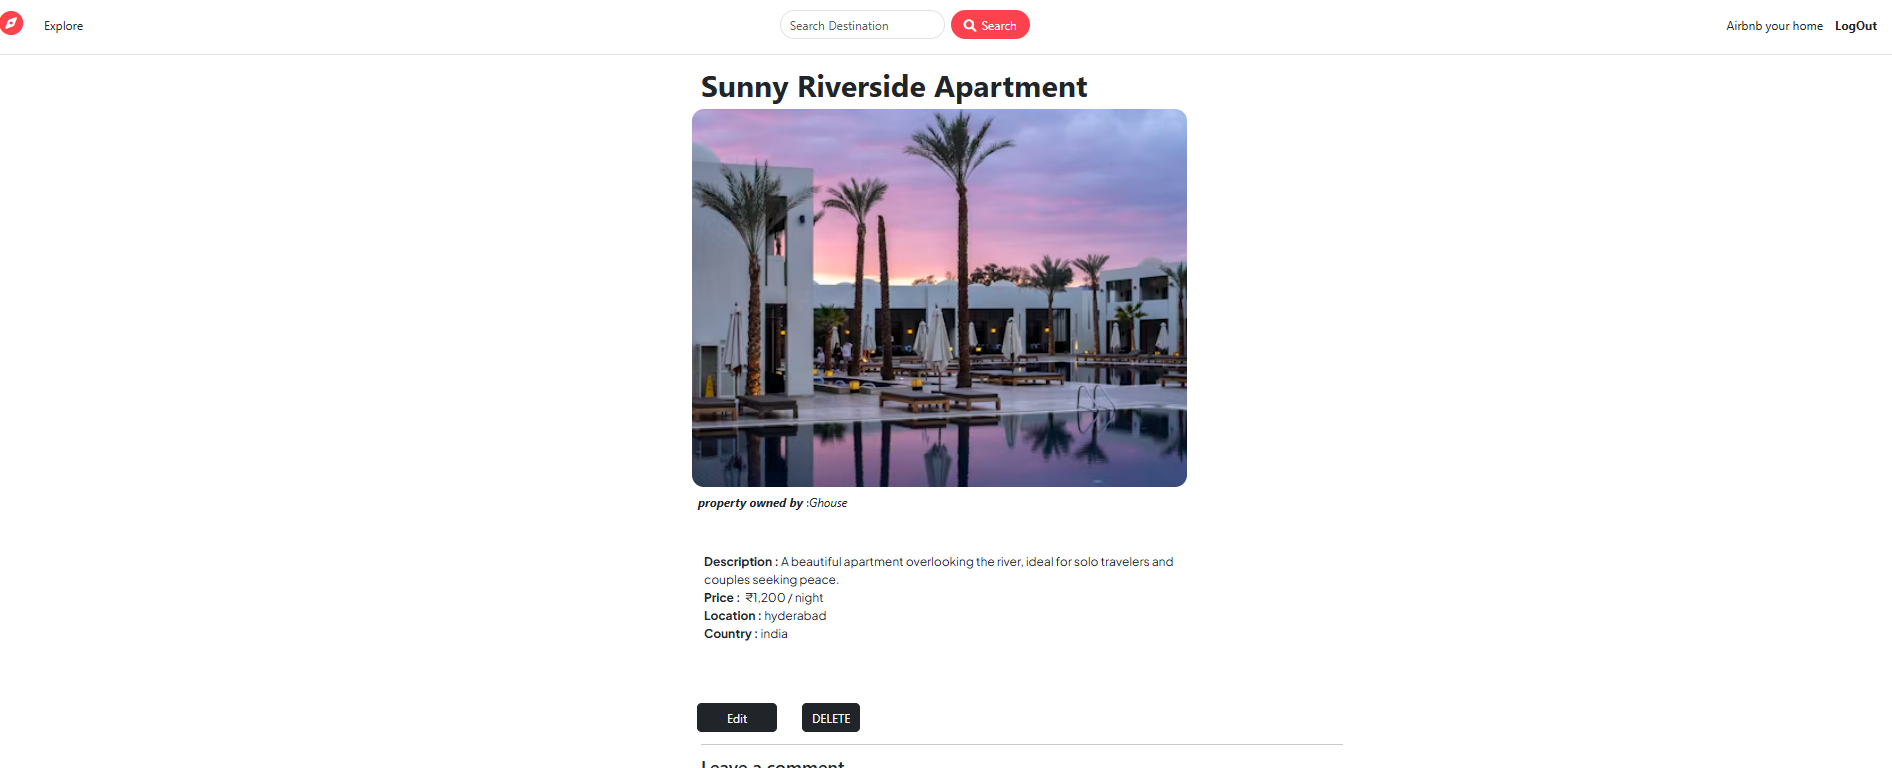 Explore
Search Destination
Search
Airbnb your home
LogOut
Sunny Riverside Apartment
property owned by :Ghouse
Description : A beautiful apartment overlooking the river, ideal for solo travelers and
couples seeking peace.
Price : ₹1,200 / night
Location : hyderabad
Country : india
Edit
DELETE
Leave a comment